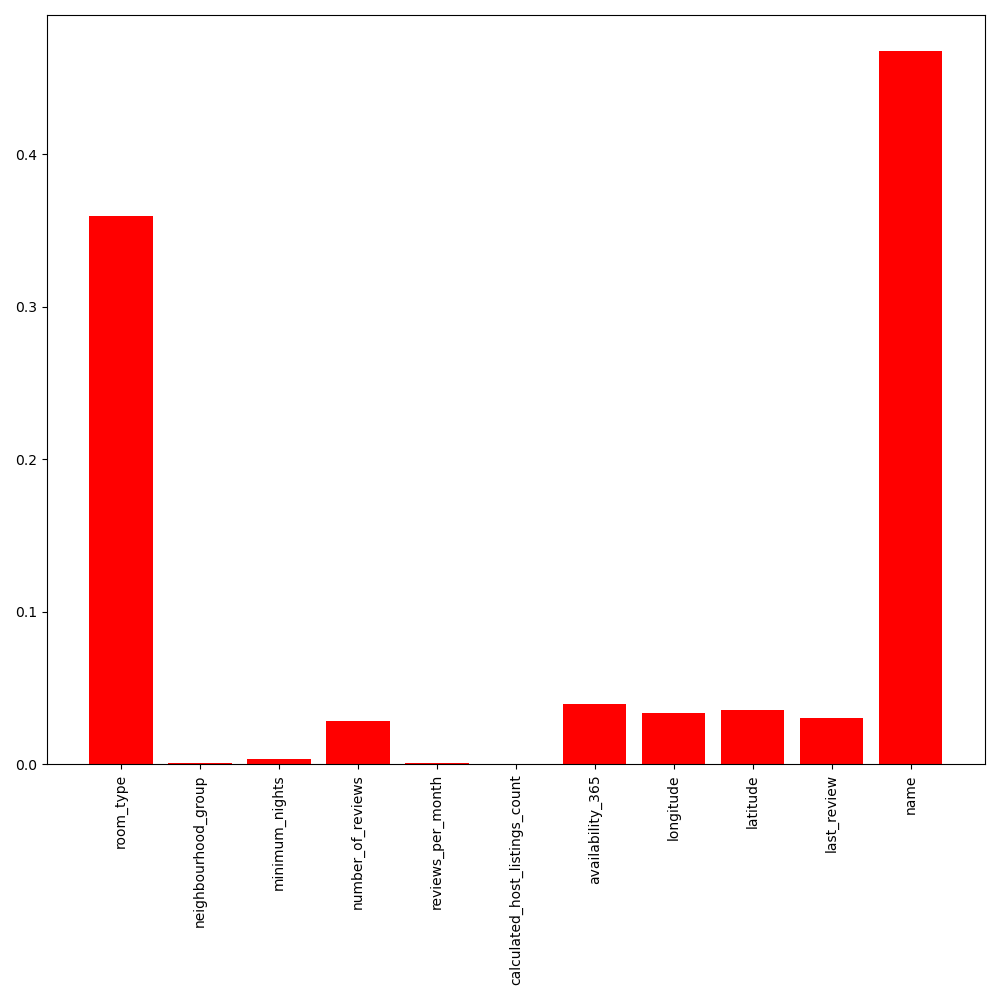 0.4
0.3
0.2
0.1
0.0
room_type
neighbourhood_group
minimum_nights
number_of_reviews
reviews_per_month
calculated_host_listings_count
availability_365
longitude
latitude
last_review
name